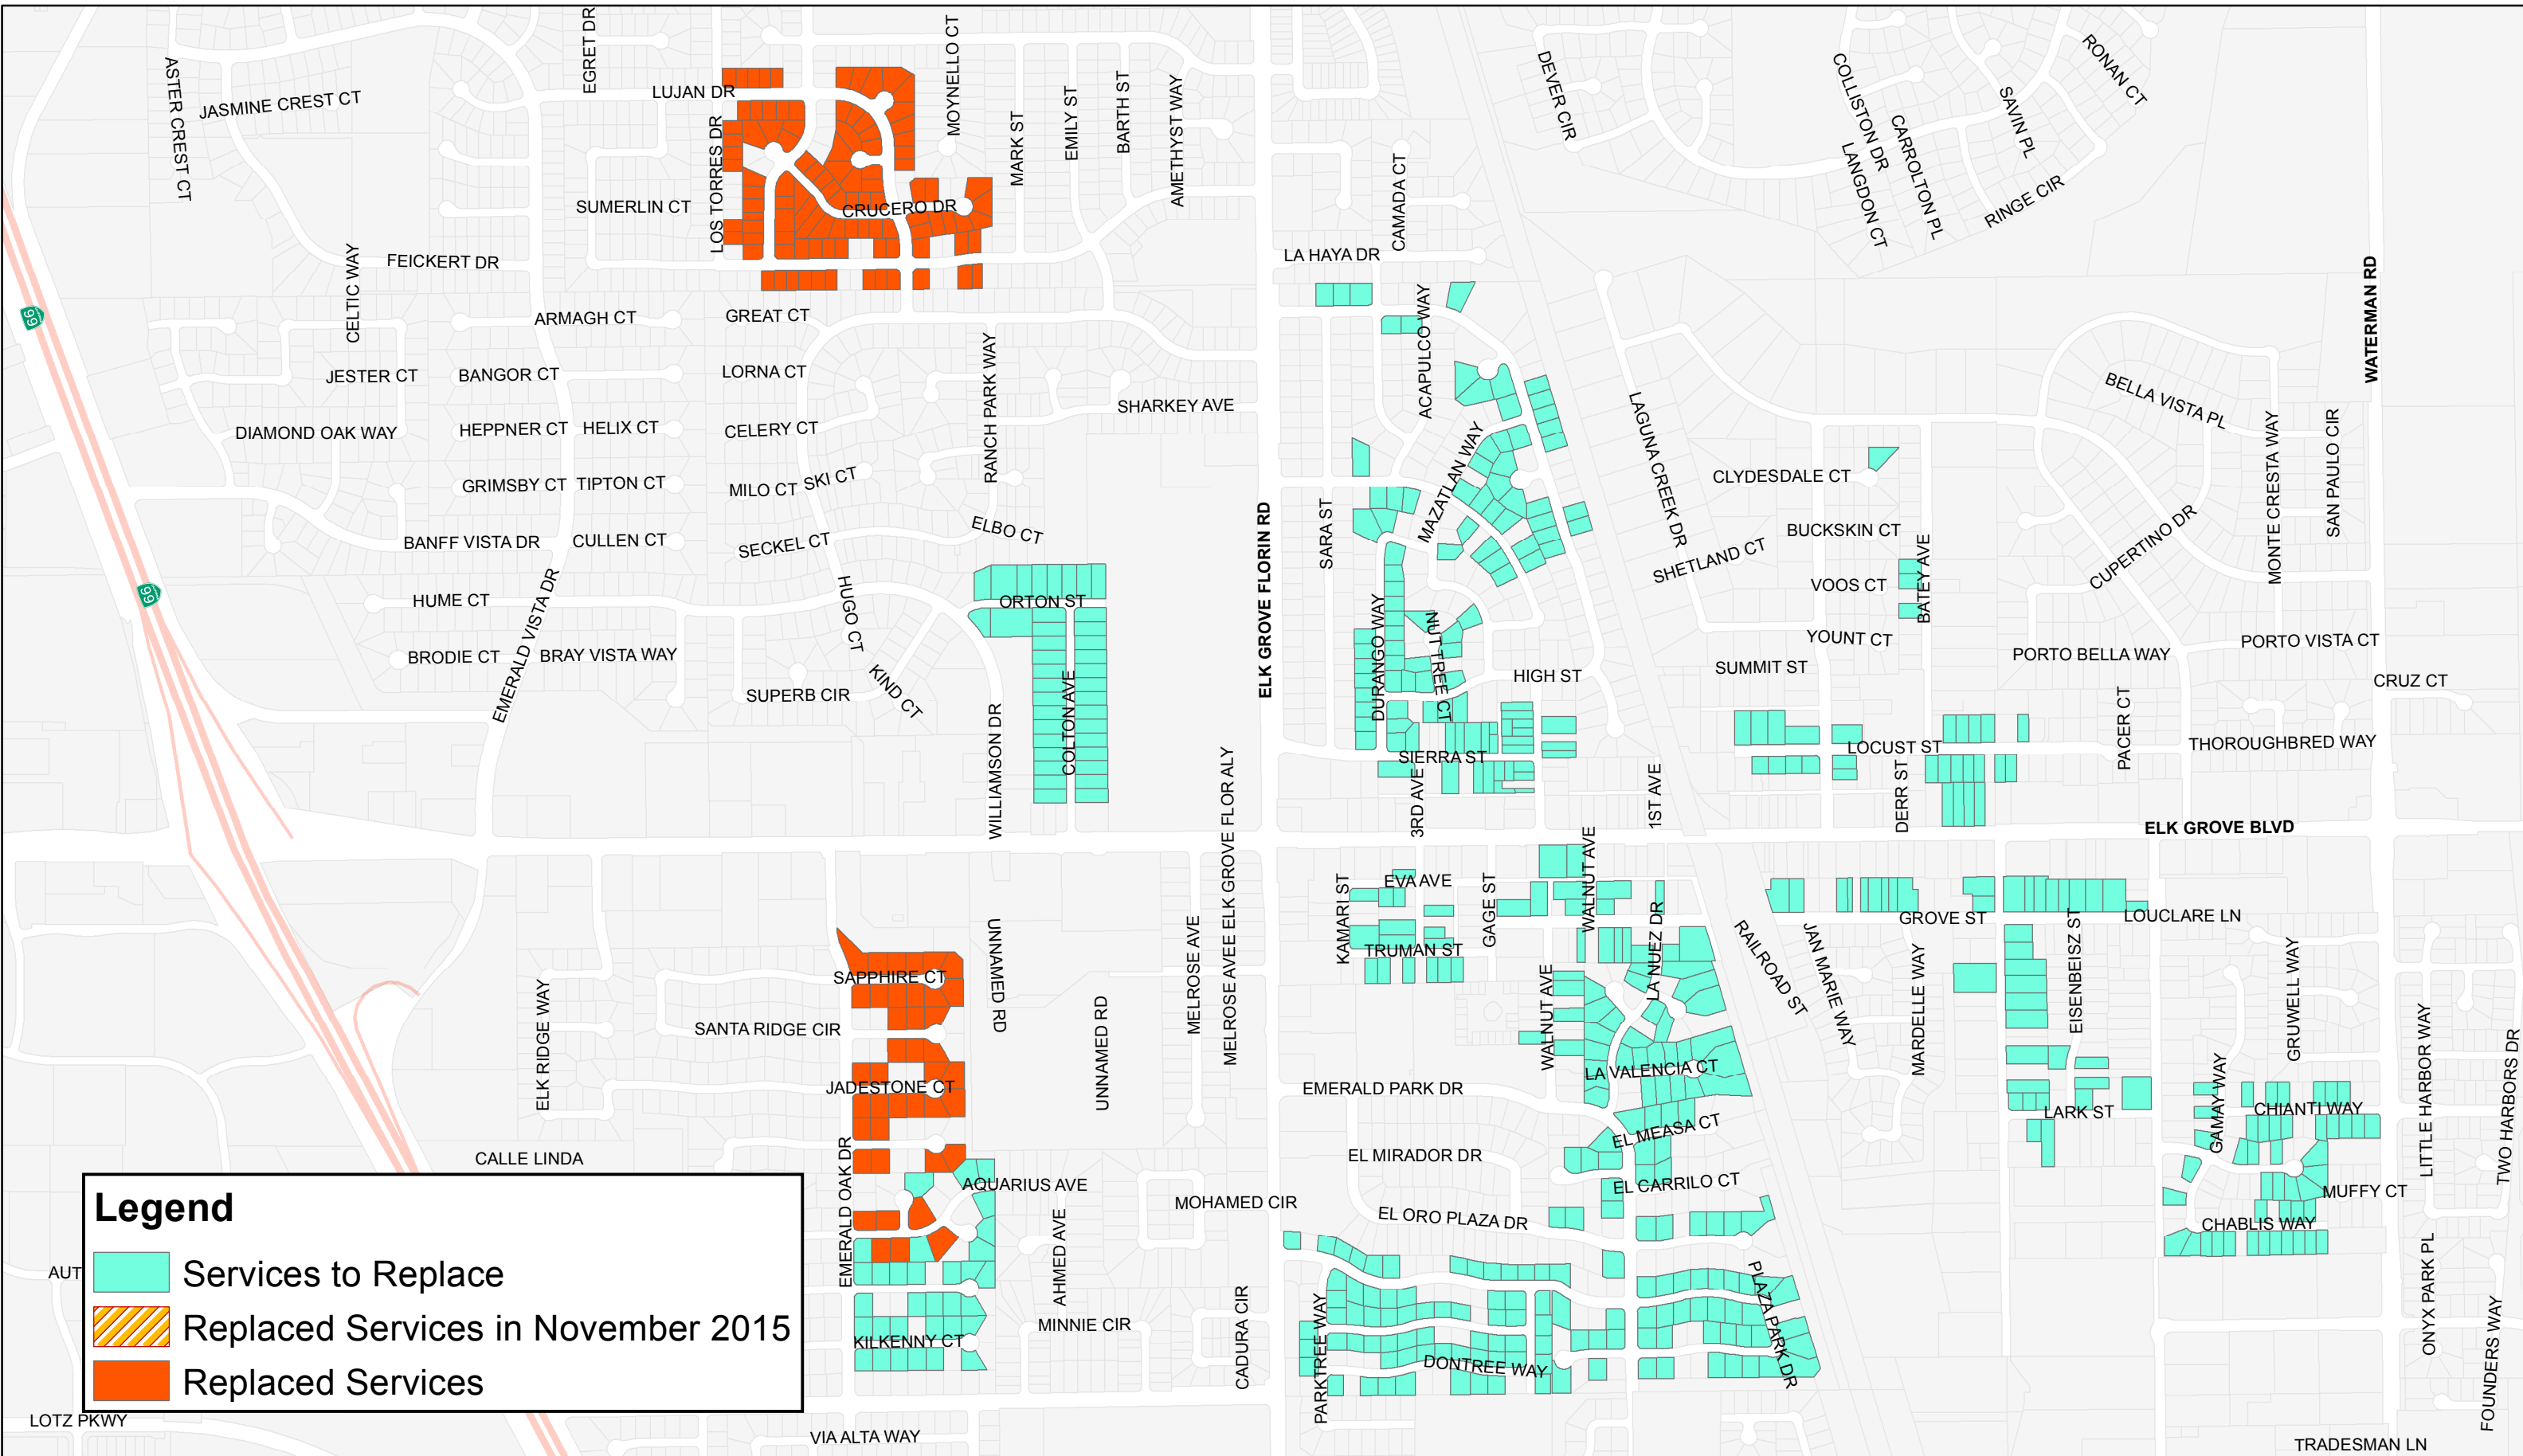 EGRET DR
MOYNELLO CT
RONAN CT
ASTER CREST CT
JASMINE CREST CT
LUJAN DR
MARK ST
EMILY ST
BARTH ST
AMETHYST WAY
DEVER CIR
COLLISTON DR
CARROLTON PL
LANGDON CT
SAVIN PL
RINGE CIR
LOS TORRES DR
SUMERLIN CT
CRUCERO DR
CAMADA CT
CELTIC WAY
FEICKERT DR
LA HAYA DR
WATERMAN RD
99
ARMAGH CT
GREAT CT
ACAPULCO WAY
JESTER CT
BANGOR CT
LORNA CT
RANCH PARK WAY
SHARKEY AVE
LAGUNA CREEK DR
BELLA VISTA PL
DIAMOND OAK WAY
HEPPNER CT
HELIX CT
CELERY CT
MAZATLAN WAY
MONTE CRESTA WAY
SAN PAULO CIR
GRIMSBY CT
TIPTON CT
MILO CT
SKI CT
CLYDESDALE CT
ELK GROVE FLORIN RD
SARA ST
BANFF VISTA DR
CULLEN CT
SECKEL CT
ELBO CT
BUCKSKIN CT
SHETLAND CT
CUPERTINO DR
99
HUME CT
EMERALD VISTA DR
HUGO CT
ORTON ST
VOOS CT
BATEY AVE
BRODIE CT
BRAY VISTA WAY
KIND CT
DURANGO WAY
NUT TREE CT
YOUNT CT
PORTO BELLA WAY
PORTO VISTA CT
SUPERB CIR
HIGH ST
SUMMIT ST
CRUZ CT
WILLIAMSON DR
COLTON AVE
SIERRA ST
LOCUST ST
PACER CT
THOROUGHBRED WAY
MELROSE AVEE ELK GROVE FLOR ALY
3RD AVE
1ST AVE
DERR ST
ELK GROVE BLVD
KAMARI ST
EVA AVE
GAGE ST
WALNUT AVE
LA NUEZ DR
GROVE ST
LOUCLARE LN
TRUMAN ST
RAILROAD ST
JAN MARIE WAY
MARDELLE WAY
EISENBEISZ ST
GRUWELL WAY
SAPPHIRE CT
UNNAMED RD
MELROSE AVE
WALNUT AVE
ELK RIDGE WAY
SANTA RIDGE CIR
UNNAMED RD
JADESTONE CT
EMERALD PARK DR
LA VALENCIA CT
LITTLE HARBOR WAY
TWO HARBORS DR
GAMAY WAY
CHIANTI WAY
LARK ST
EL MEASA CT
CALLE LINDA
EMERALD OAK DR
EL MIRADOR DR
AQUARIUS AVE
MOHAMED CIR
EL CARRILO CT
MUFFY CT
EL ORO PLAZA DR
CHABLIS WAY
AHMED AVE
AUT
PLAZA PARK DR
ONYX PARK PL
KILKENNY CT
MINNIE CIR
CADURA CIR
PARKTREE WAY
DONTREE WAY
FOUNDERS WAY
LOTZ PKWY
VIA ALTA WAY
TRADESMAN LN
Legend
Services to Replace
Replaced Services in November 2015
Replaced Services